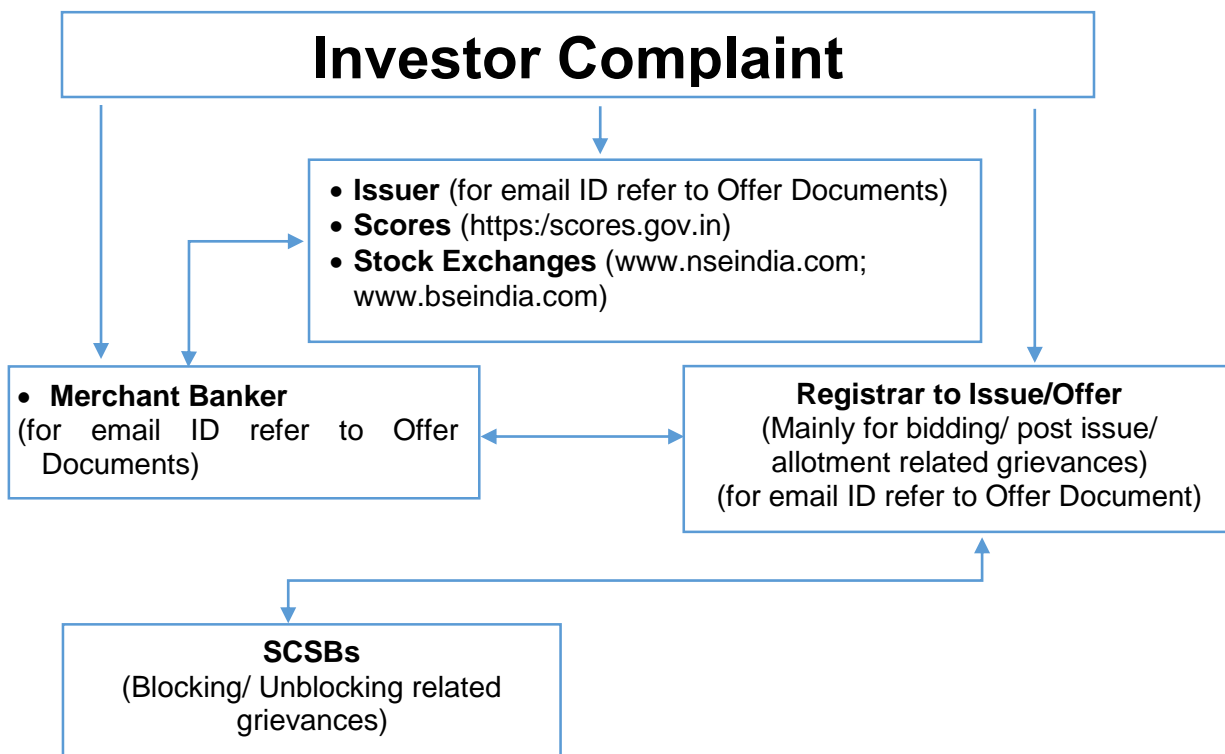 Investor Complaint
• Issuer (for email ID refer to Offer Documents)
• Scores (https:/scores.gov.in)
• Stock Exchanges (www.nseindia.com;
www.bseindia.com)
• Merchant Banker
(for email ID refer to Offer
Documents)
Registrar to Issue/Offer
(Mainly for bidding/ post issue/
allotment related grievances)
(for email ID refer to Offer Document)
SCSBs
(Blocking/ Unblocking related
grievances)